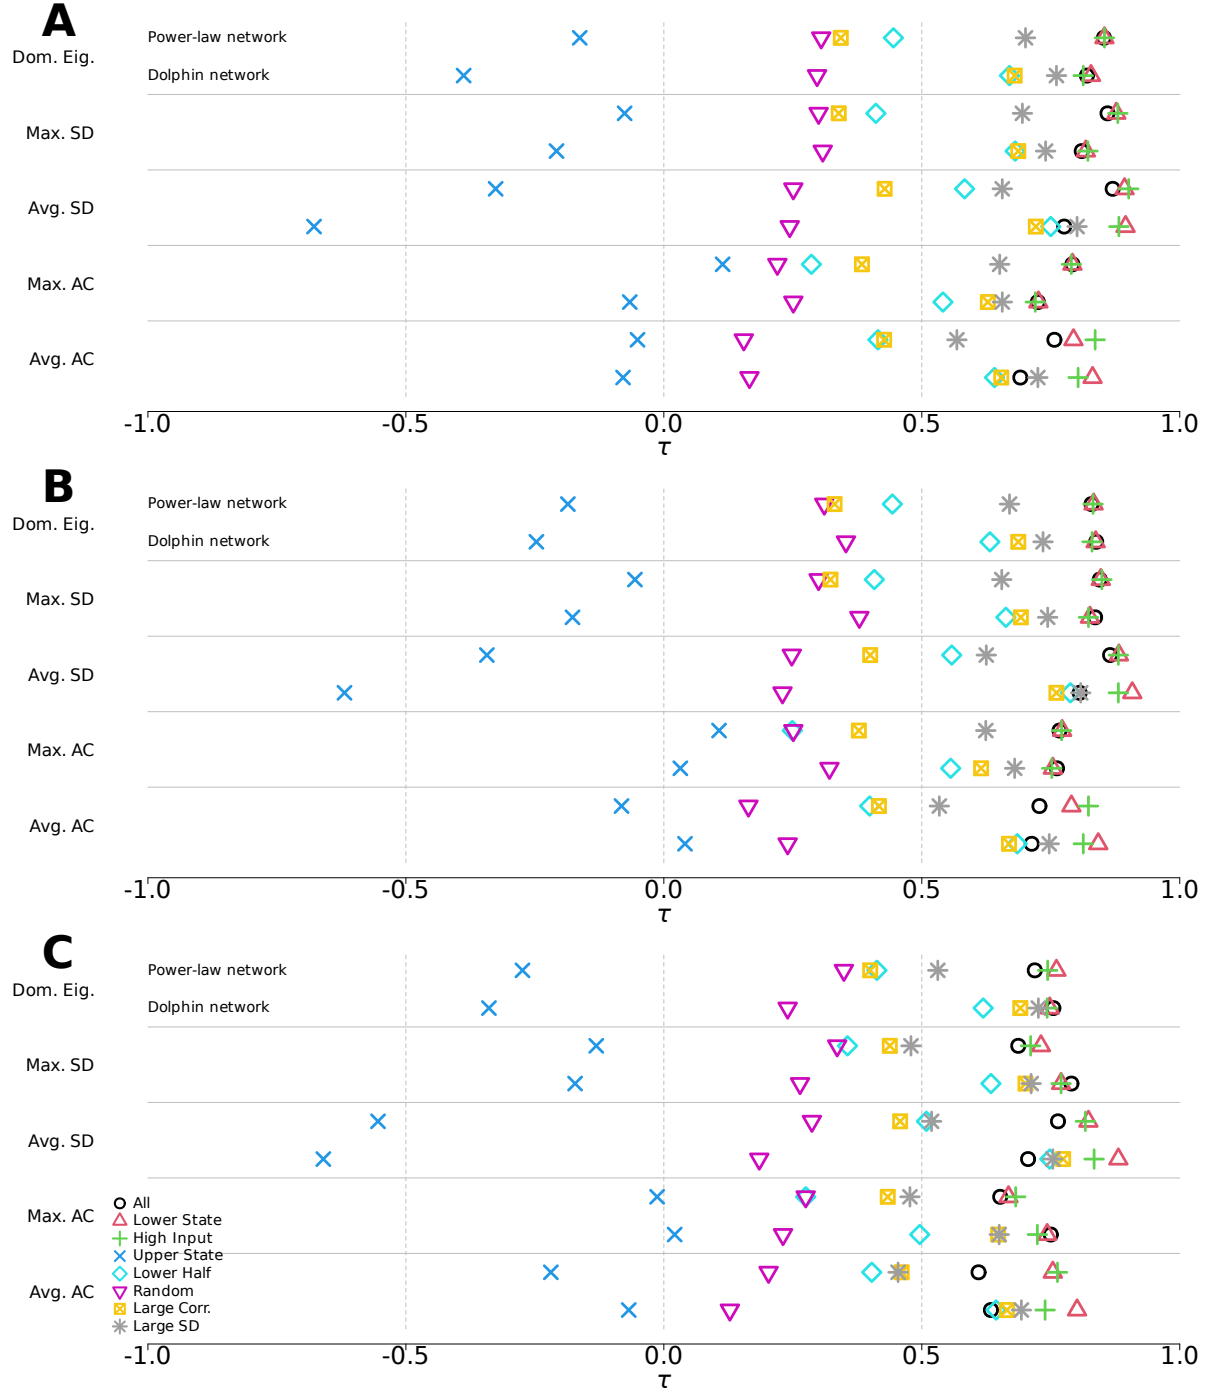 A
Power-law network
Dom. Eig.
Dolphin network
Max. SD
Avg. SD
Max. AC
Avg. AC
-1.0 -0.5 0.0 0.5 1.0
τ
B
Power-law network
Dom. Eig.
Dolphin network
Max. SD
Avg. SD
Max. AC
Avg. AC
-1.0 -0.5 0.0 0.5 1.0
τ
C
Power-law network
Dom. Eig.
Dolphin network
Max. SD
Avg. SD
Max. AC
Avg. AC
All
Lower State
High Input
Upper State
Lower Half
Random
Large Corr.
Large SD
-1.0 -0.5 0.0 0.5 1.0
τ